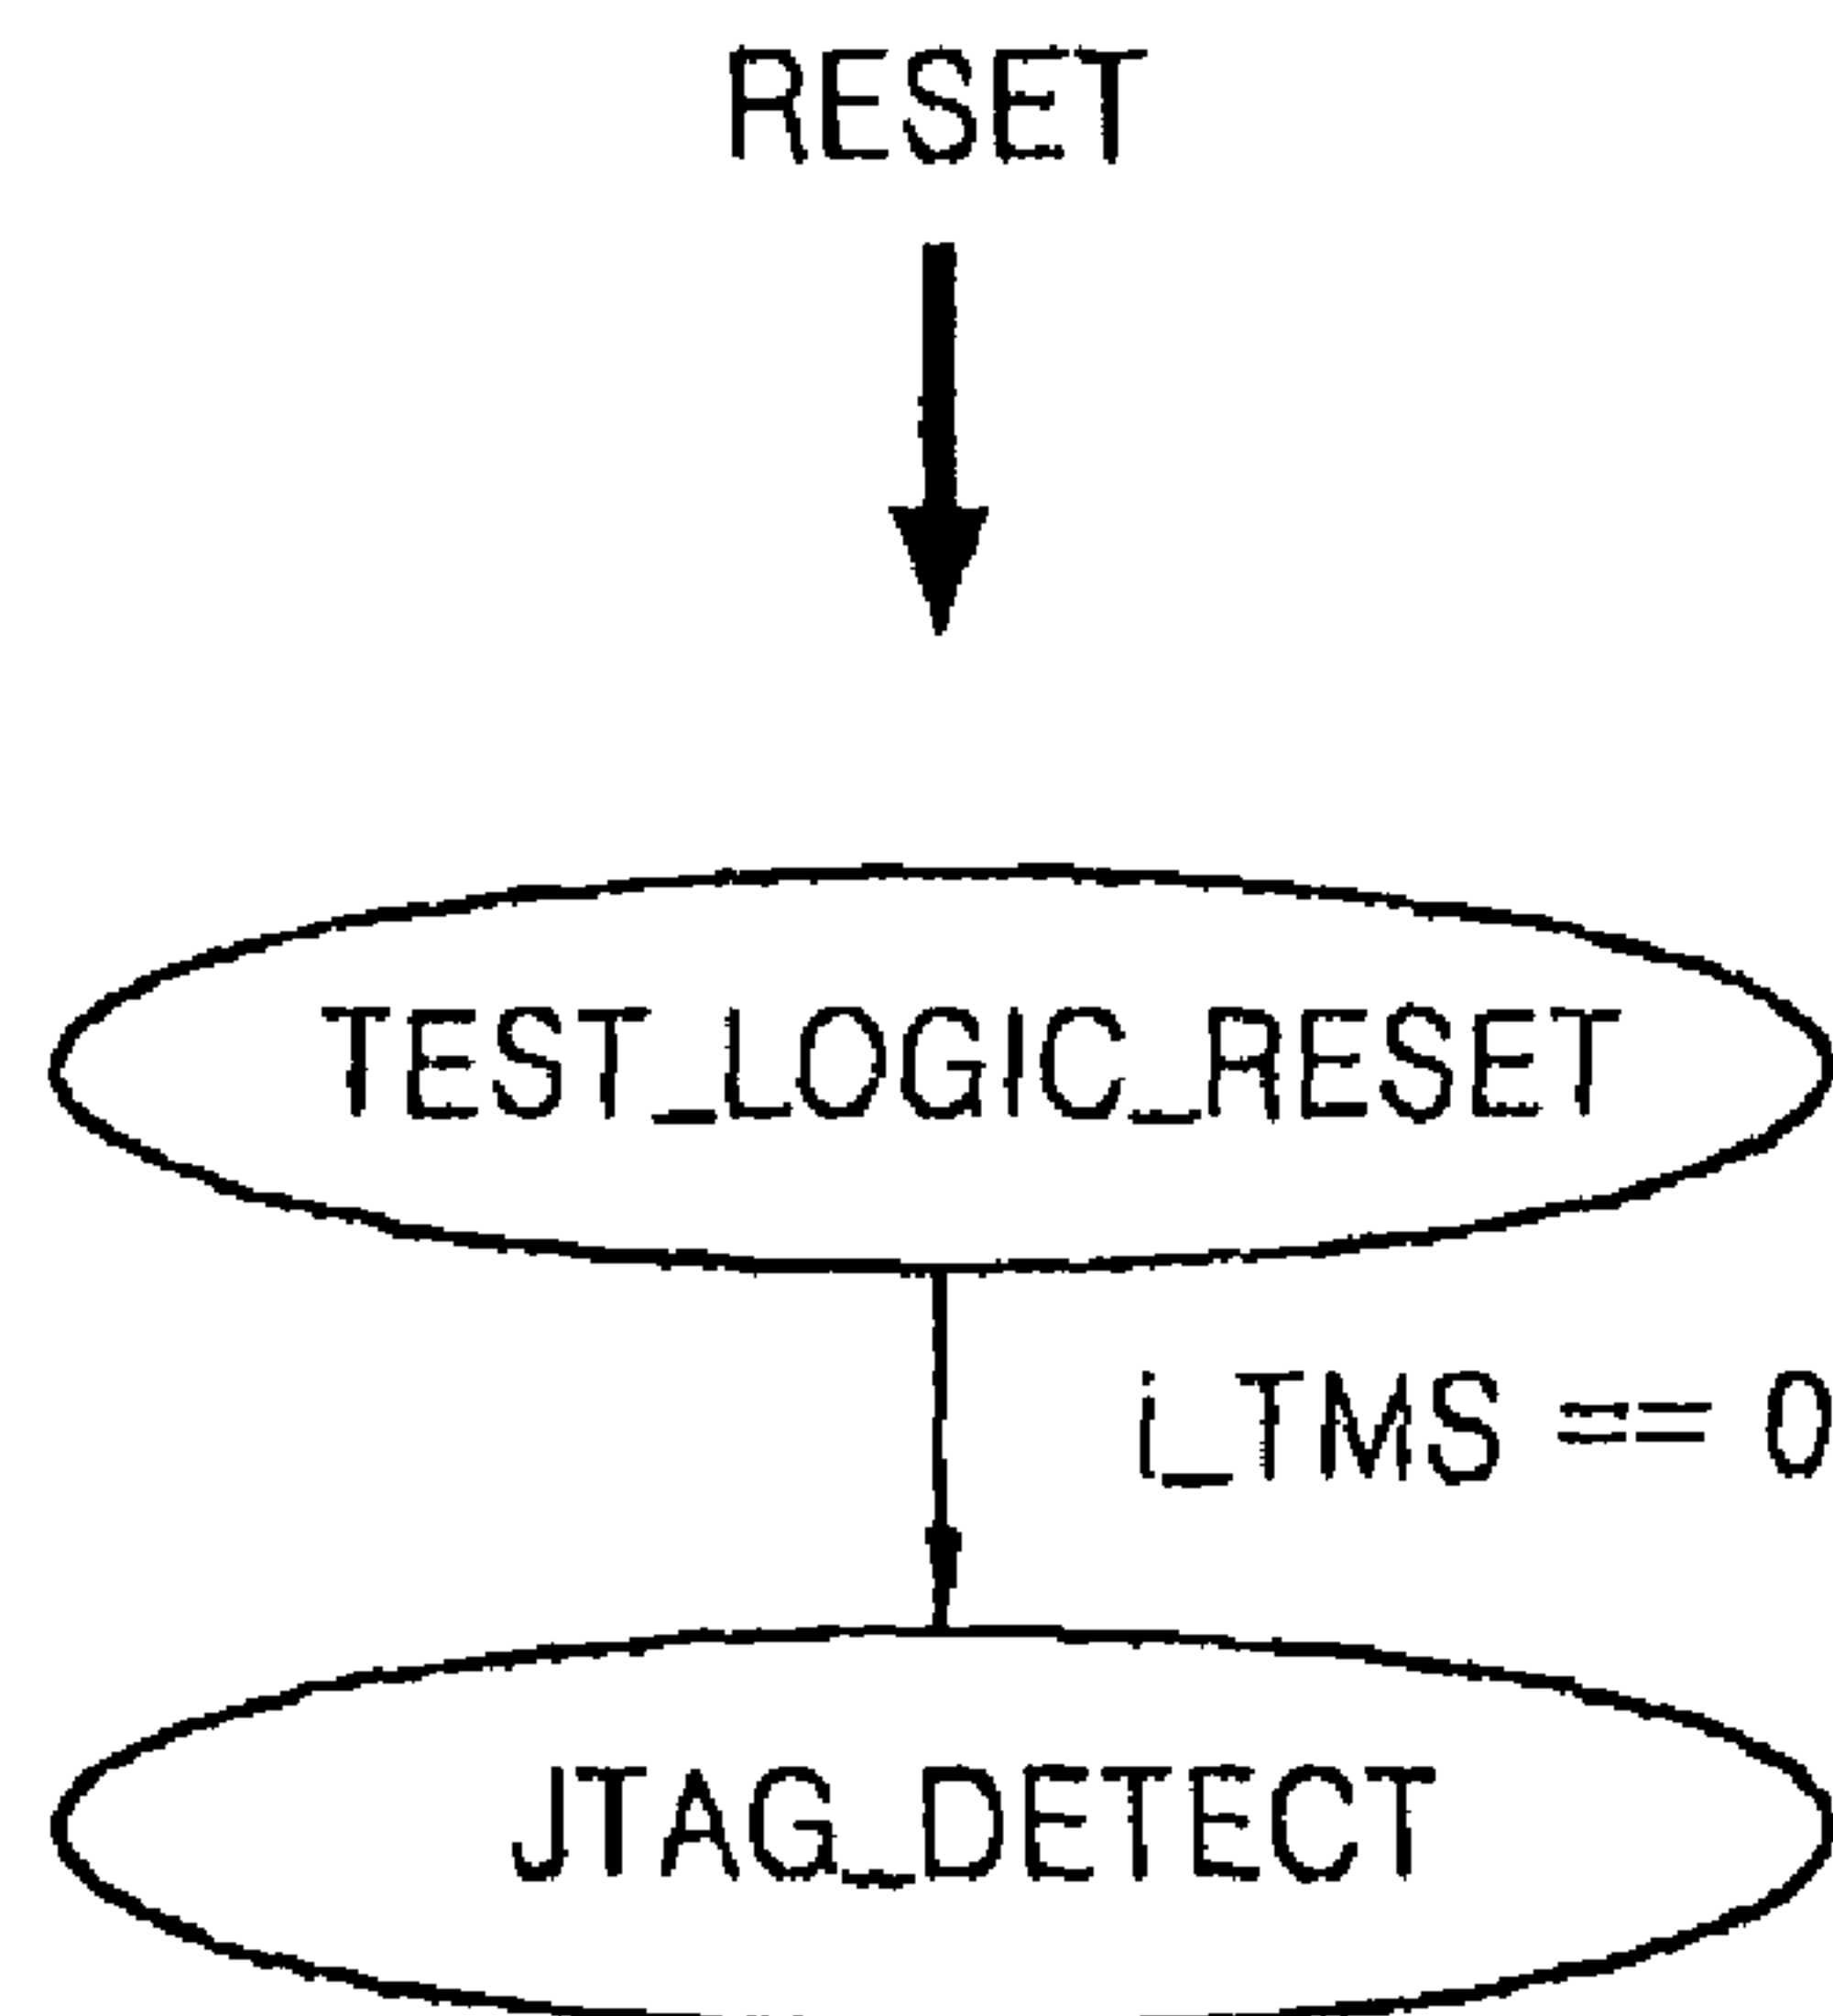 RESET
TEST_LOGIC_RESET
i_TMS == 0
JTAG_DETECT